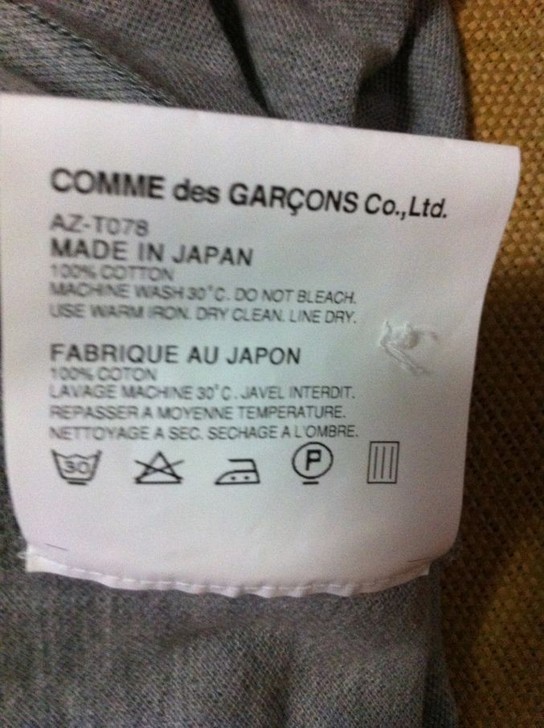 COMME des GARÇONS Co.,Ltd.
AZ-T078
MADE IN JAPAN
100% COTTON
MACHINE WASH 30°C. DO NOT BLEACH.
USE WARM IRON. DRY CLEAN. LINE DRY.
FABRIQUE AU JAPON
100% COTON
LAVAGE MACHINE 30°C. JAVEL INTERDIT.
REPASSER A MOYENNE TEMPERATURE.
NETTOYAGE A SEC. SECHAGE A L'OMBRE.
30 P